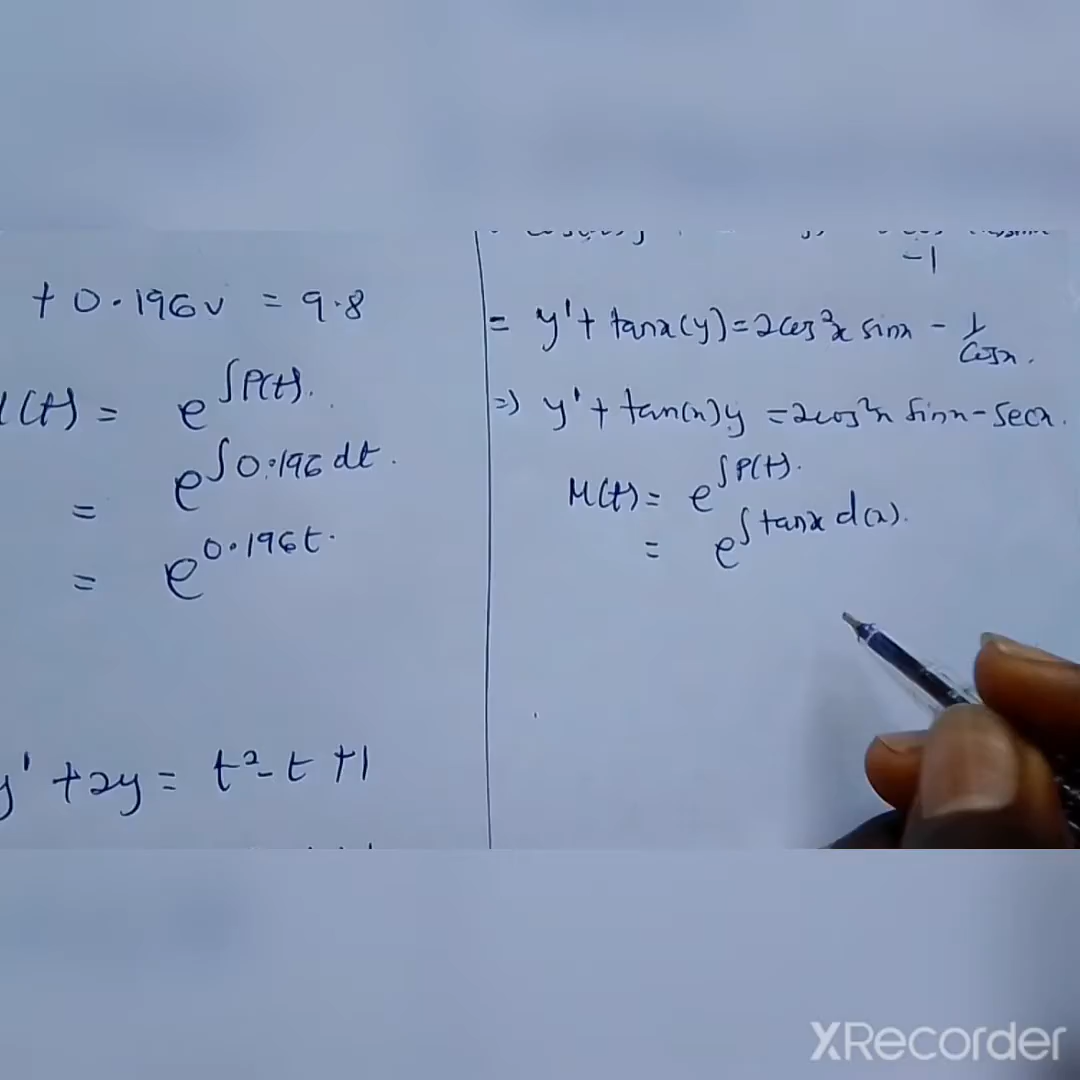 + 0.196v = 9.8
(t) = e^∫P(t).
= e^∫0.196 dt.
= e^0.196t.
y' + 2y = t² - t + 1
-1
= y' + tanx(y) = 2cos²x sinx - 1/cosx.
=> y' + tan(x)y = 2cos²x sinx - secx.
M(t) = e^∫P(t).
= e^∫tanx d(x).
XRecorder